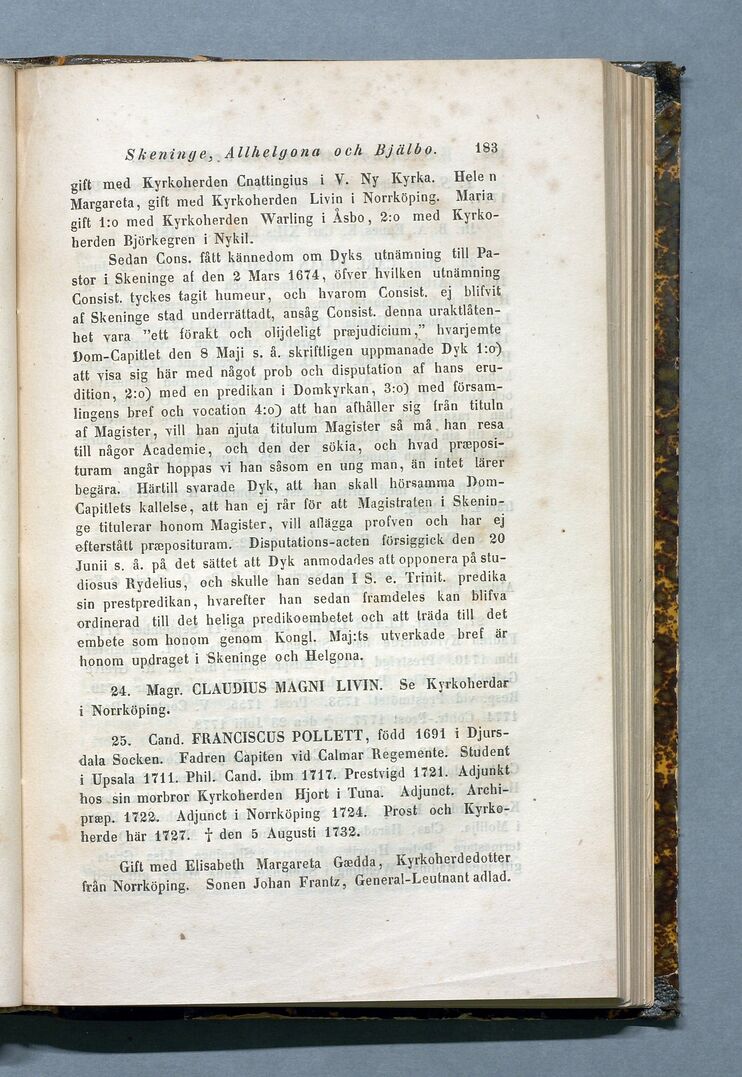 Skeninge, Allhelgona och Bjälbo. 183
gift med Kyrkoherden Cnattingius i V. Ny Kyrka. Helen
Margareta, gift med Kyrkoherden Livin i Norrköping. Maria
gift 1:o med Kyrkoherden Warling i Åsbo, 2:o med Kyrko-
herden Björkegren i Nykil.
Sedan Cons. fått kännedom om Dyks utnämning till Pa-
stor i Skeninge af den 2 Mars 1674, öfver hvilken utnämning
Consist. tyckes tagit humeur, och hvarom Consist. ej blifvit
af Skeninge stad underrättadt, ansåg Consist. denna uraktlåten-
het vara "ett förakt och olijdeligt præjudicium," hvarjemte
Dom-Capitlet den 8 Maji s. å. skriftligen uppmanade Dyk 1:o)
att visa sig här med något prob och disputation af hans eru-
dition, 2:o) med en predikan i Domkyrkan, 3:o) med försam-
lingens bref och vocation 4:o) att han afhåller sig från tituln
af Magister, vill han njuta titulum Magister så må han resa
till någor Academie, och den der sökia, och hvad præposi-
turam angår hoppas vi han såsom en ung man, än intet lärer
begära. Härtill svarade Dyk, att han skall hörsamma Dom-
Capitlets kallelse, att han ej rår för att Magistraten i Skenin-
ge titulerar honom Magister, vill aflägga profven och har ej
efterstått præposituram. Disputations-acten försiggick den 20
Junii s. å. på det sättet att Dyk anmodades att opponera på stu-
diosus Rydelius, och skulle han sedan I S. e. Trinit. predika
sin prestpredikan, hvarefter han sedan framdeles kan blifva
ordinerad till det heliga predikoembetet och att träda till det
embete som honom genom Kongl. Maj:ts utverkade bref är
honom updraget i Skeninge och Helgona.
24. Magr. CLAUDIUS MAGNI LIVIN. Se Kyrkoherdar
i Norrköping.
25. Cand. FRANCISCUS POLLETT, född 1691 i Djurs-
dala Socken. Fadren Capiten vid Calmar Regemente. Student
i Upsala 1711. Phil. Cand. ibm 1717. Prestvigd 1721. Adjunkt
hos sin morbror Kyrkoherden Hjort i Tuna. Adjunct. Archi-
præp. 1722. Adjunct i Norrköping 1724. Prost och Kyrko-
herde här 1727. † den 5 Augusti 1732.
Gift med Elisabeth Margareta Gædda, Kyrkoherdedotter
från Norrköping. Sonen Johan Frantz, General-Leutnant adlad.